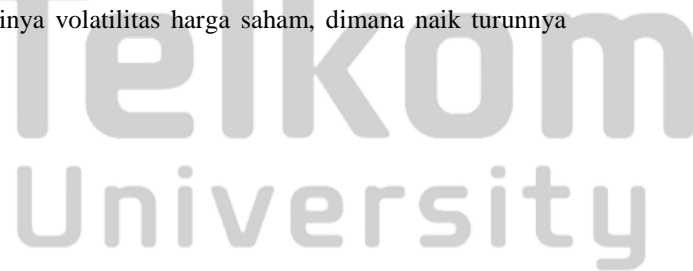 inya volatilitas harga saham, dimana naik turunnya
Telkom
University